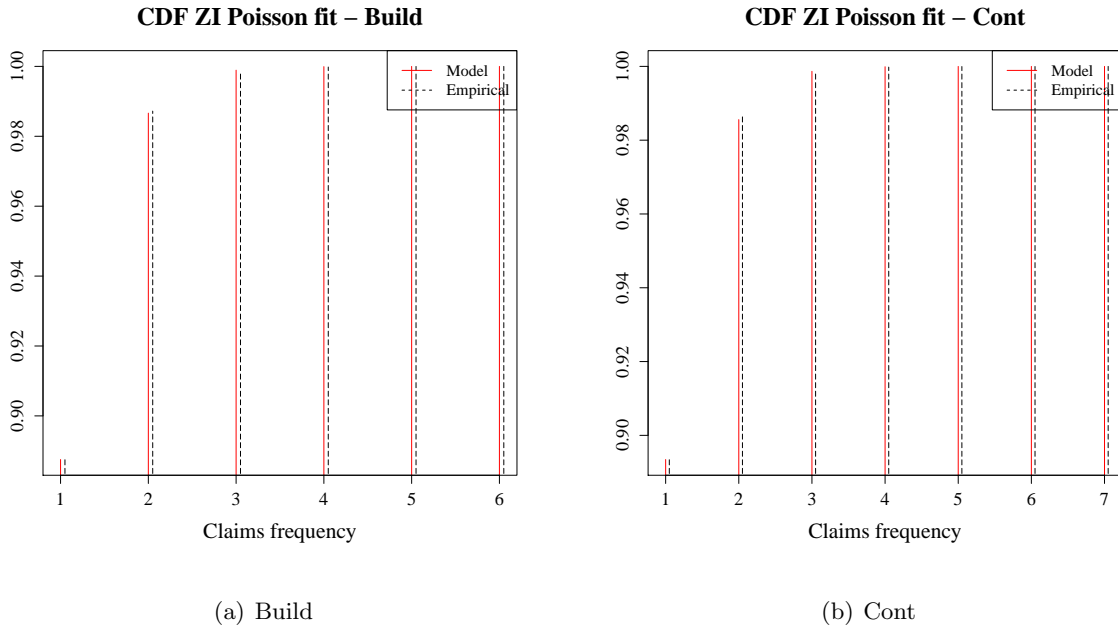 CDF ZI Poisson fit – Build
1.00
0.98
0.96
0.94
0.92
0.90
Model
Empirical
1 2 3 4 5 6
Claims frequency
(a) Build
CDF ZI Poisson fit – Cont
1.00
0.98
0.96
0.94
0.92
0.90
Model
Empirical
1 2 3 4 5 6 7
Claims frequency
(b) Cont